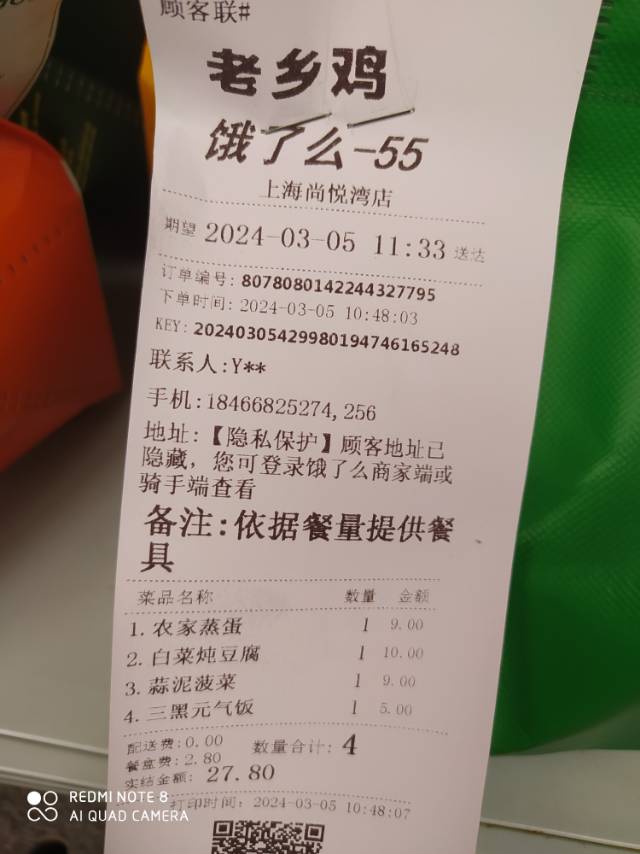 顾客联#
老乡鸡
饿了么-55
上海尚悦湾店
期望 2024-03-05 11:33 送达
订单编号: 8078080142244327795
下单时间: 2024-03-05 10:48:03
KEY: 20240305429980194746165248
联系人:Y**
手机:18466825274,256
地址:【隐私保护】顾客地址已
隐藏，您可登录饿了么商家端或
骑手端查看
备注:依据餐量提供餐
具
菜品名称 数量 金额
1. 农家蒸蛋 1 9.00
2. 白菜炖豆腐 1 10.00
3. 蒜泥菠菜 1 9.00
4. 三黑元气饭 1 5.00
配送费:0.00 数量合计: 4
餐盒费: 2.80
实结金额: 27.80
打印时间: 2024-03-05 10:48:07
REDMI NOTE 8
AI QUAD CAMERA